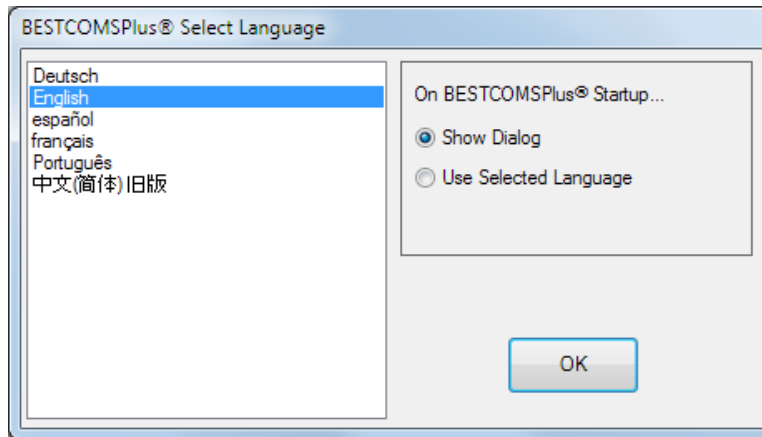 BESTCOMSPlus® Select Language
Deutsch
English
español
français
Português
中文(简体) 旧版
On BESTCOMSPlus® Startup...
Show Dialog
Use Selected Language
OK